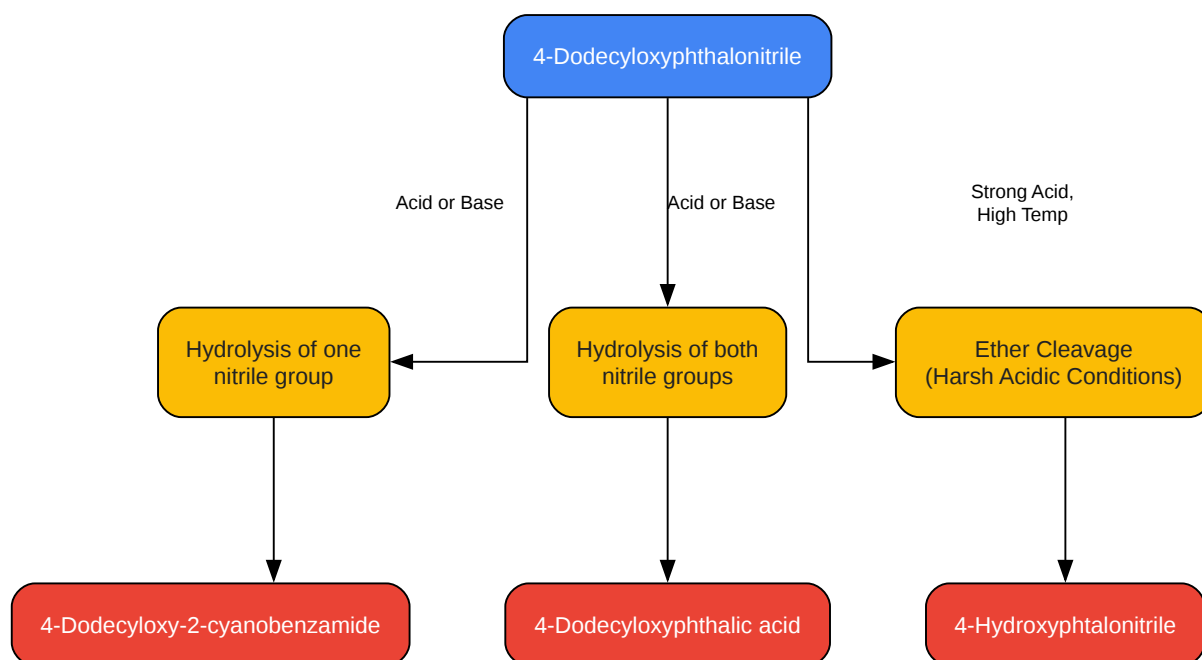 4-Dodecyloxyphthalonitrile
Acid or Base
Acid or Base
Strong Acid,
High Temp
Hydrolysis of one
nitrile group
Hydrolysis of both
nitrile groups
Ether Cleavage
(Harsh Acidic Conditions)
4-Dodecyloxy-2-cyanobenzamide
4-Dodecyloxyphthalic acid
4-Hydroxyphtalonitrile